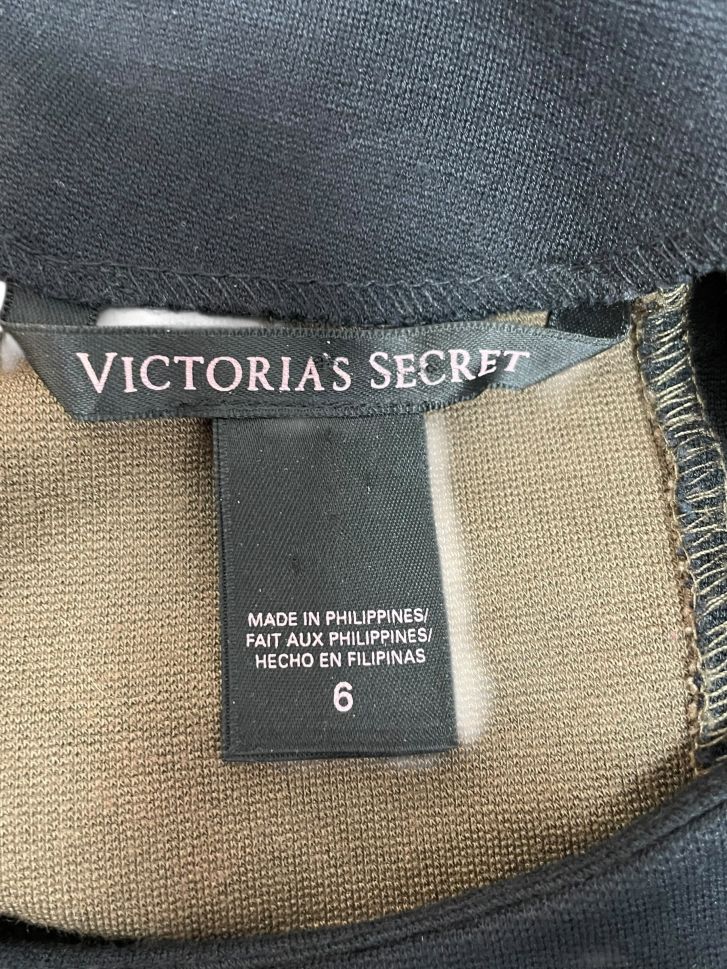 VICTORIA'S SECRET
MADE IN PHILIPPINES/
FAIT AUX PHILIPPINES/
HECHO EN FILIPINAS
6